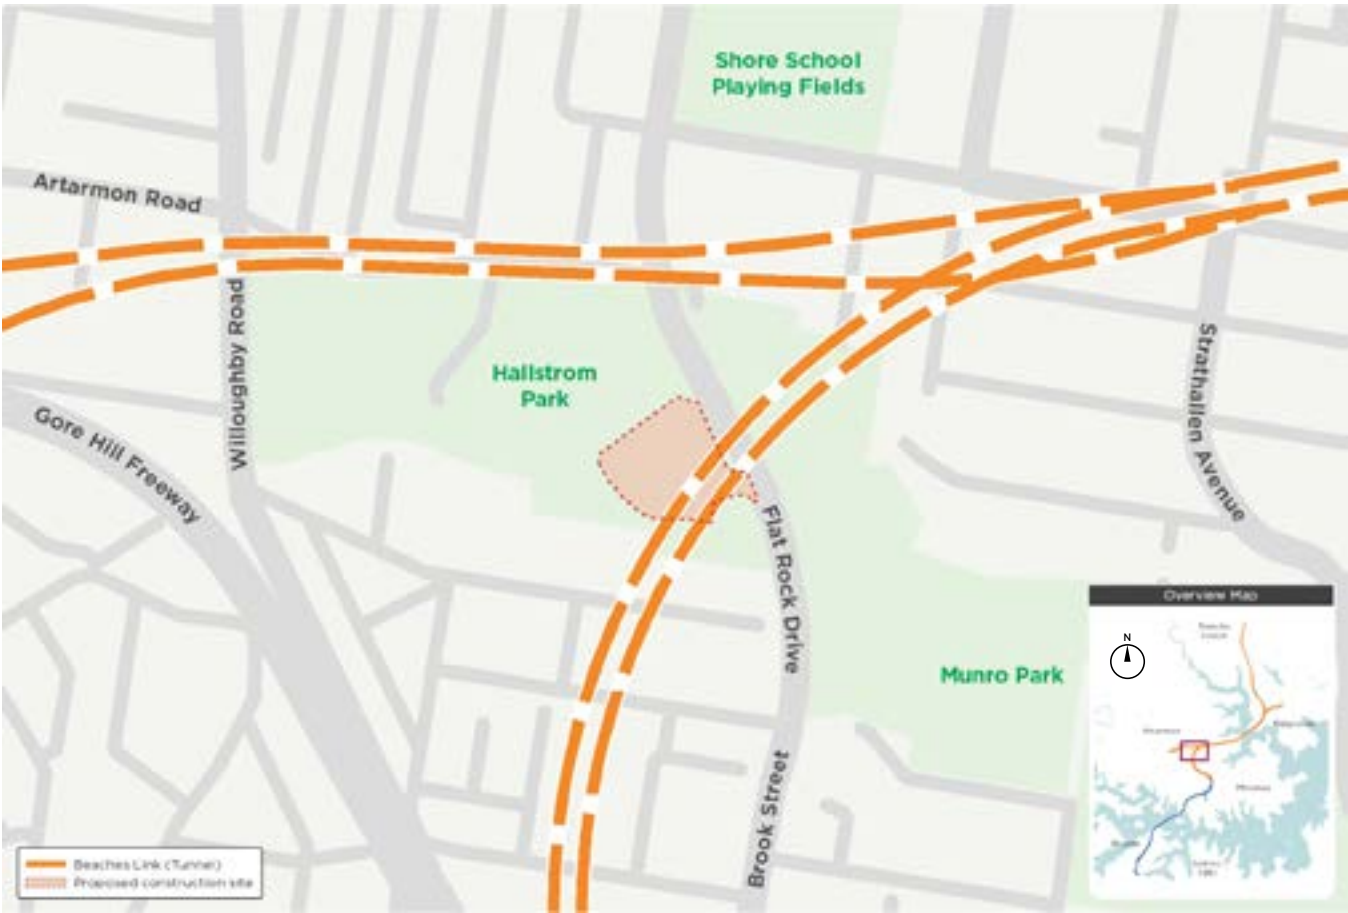 Shore School
Playing Fields
Artarmon Road
Willoughby Road
Hallstrom
Park
Gore Hill Freeway
Strathallen Avenue
Flat Rock Drive
Munro Park
Brook Street
Overview Map
N
Beaches Link (Tunnel)
Proposed construction site